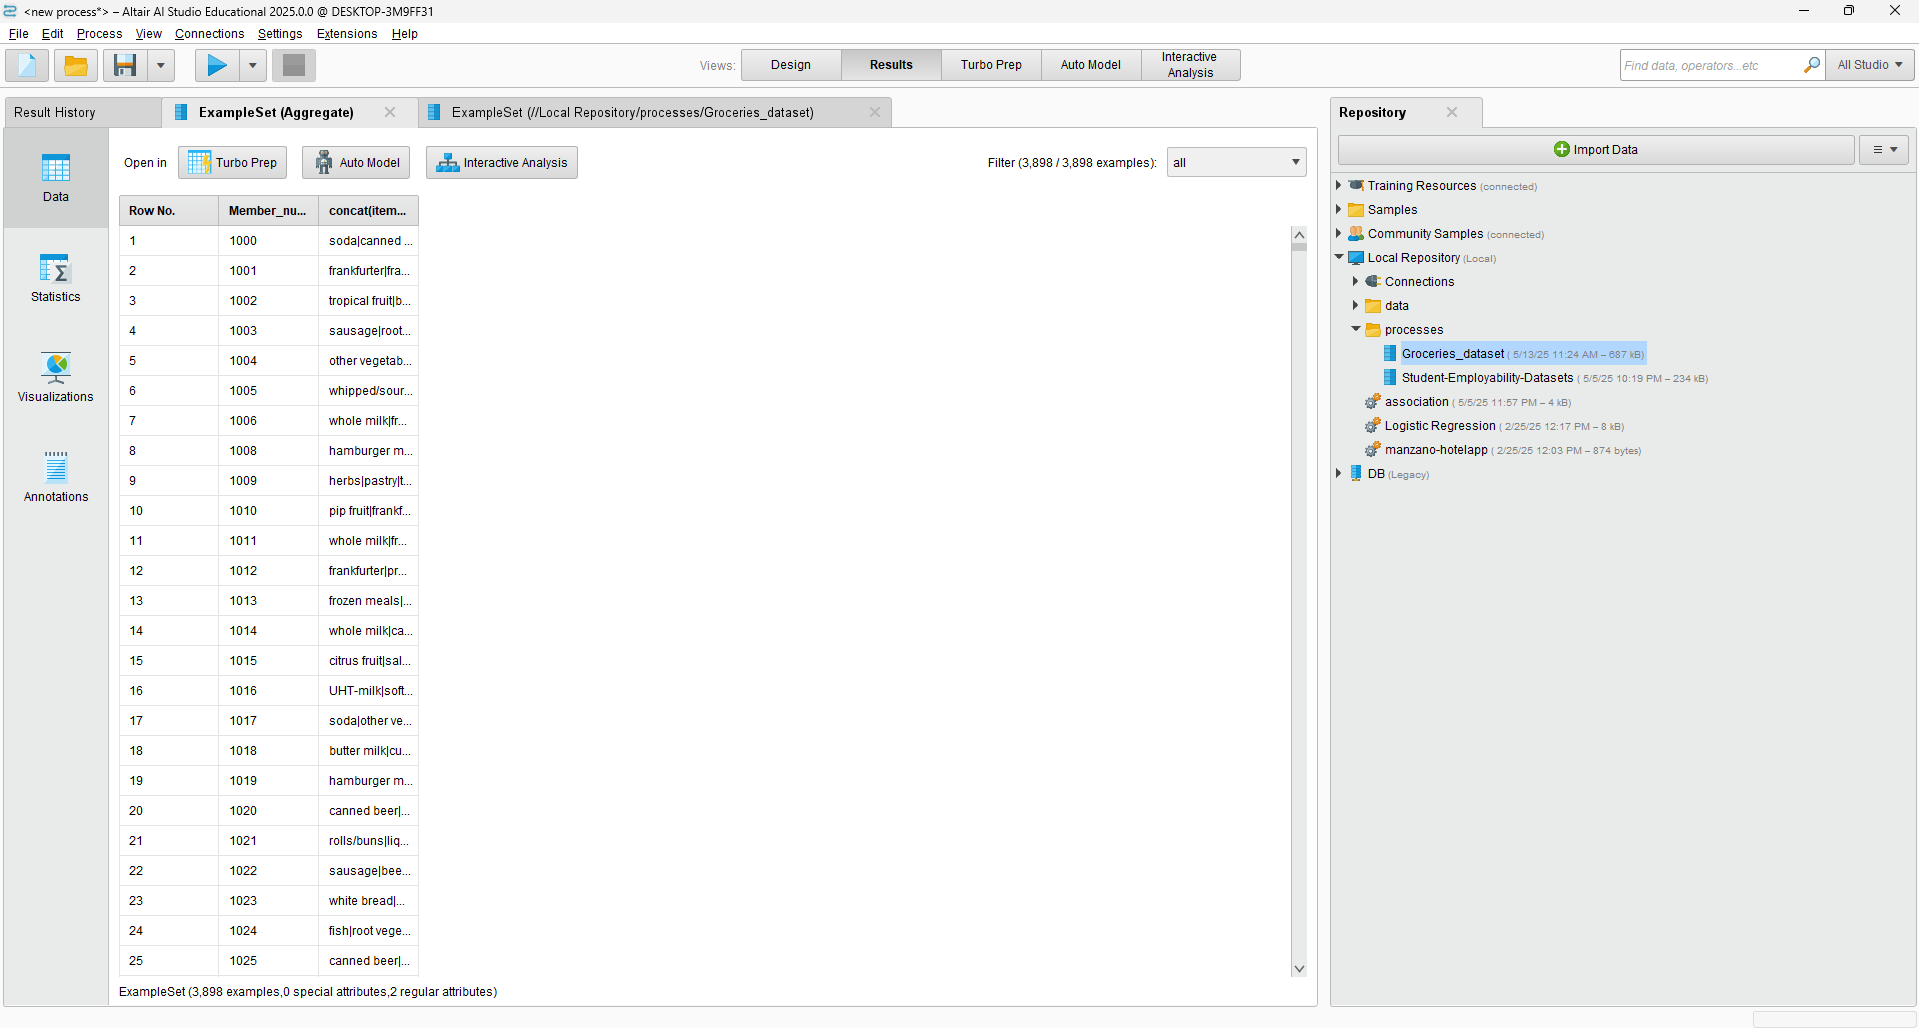 <new process*> – Altair AI Studio Educational 2025.0.0 @ DESKTOP-3M9FF31
File Edit Process View Connections Settings Extensions Help
Views: Design Results Turbo Prep Auto Model Interactive Analysis
Find data, operators...etc All Studio
Result History
ExampleSet (Aggregate)
ExampleSet (//Local Repository/processes/Groceries_dataset)
Data
Statistics
Visualizations
Annotations
Open in Turbo Prep Auto Model Interactive Analysis
Filter (3,898 / 3,898 examples): all
Row No. Member_nu... concat(item...
1 1000 soda|canned ...
2 1001 frankfurter|fra...
3 1002 tropical fruit|b...
4 1003 sausage|root...
5 1004 other vegetab...
6 1005 whipped/sour...
7 1006 whole milk|fr...
8 1008 hamburger m...
9 1009 herbs|pastry|t...
10 1010 pip fruit|frankf...
11 1011 whole milk|fr...
12 1012 frankfurter|pr...
13 1013 frozen meals|...
14 1014 whole milk|ca...
15 1015 citrus fruit|sal...
16 1016 UHT-milk|soft...
17 1017 soda|other ve...
18 1018 butter milk|cu...
19 1019 hamburger m...
20 1020 canned beer|...
21 1021 rolls/buns|liq...
22 1022 sausage|bee...
23 1023 white bread|...
24 1024 fish|root vege...
25 1025 canned beer|...
ExampleSet (3,898 examples,0 special attributes,2 regular attributes)
Repository
Import Data
Training Resources (connected)
Samples
Community Samples (connected)
Local Repository (Local)
Connections
data
processes
Groceries_dataset ( 5/13/25 11:24 AM – 687 kB)
Student-Employability-Datasets ( 5/5/25 10:19 PM – 234 kB)
association ( 5/5/25 11:57 PM – 4 kB)
Logistic Regression ( 2/25/25 12:17 PM – 8 kB)
manzano-hotelapp ( 2/25/25 12:03 PM – 874 bytes)
DB (Legacy)